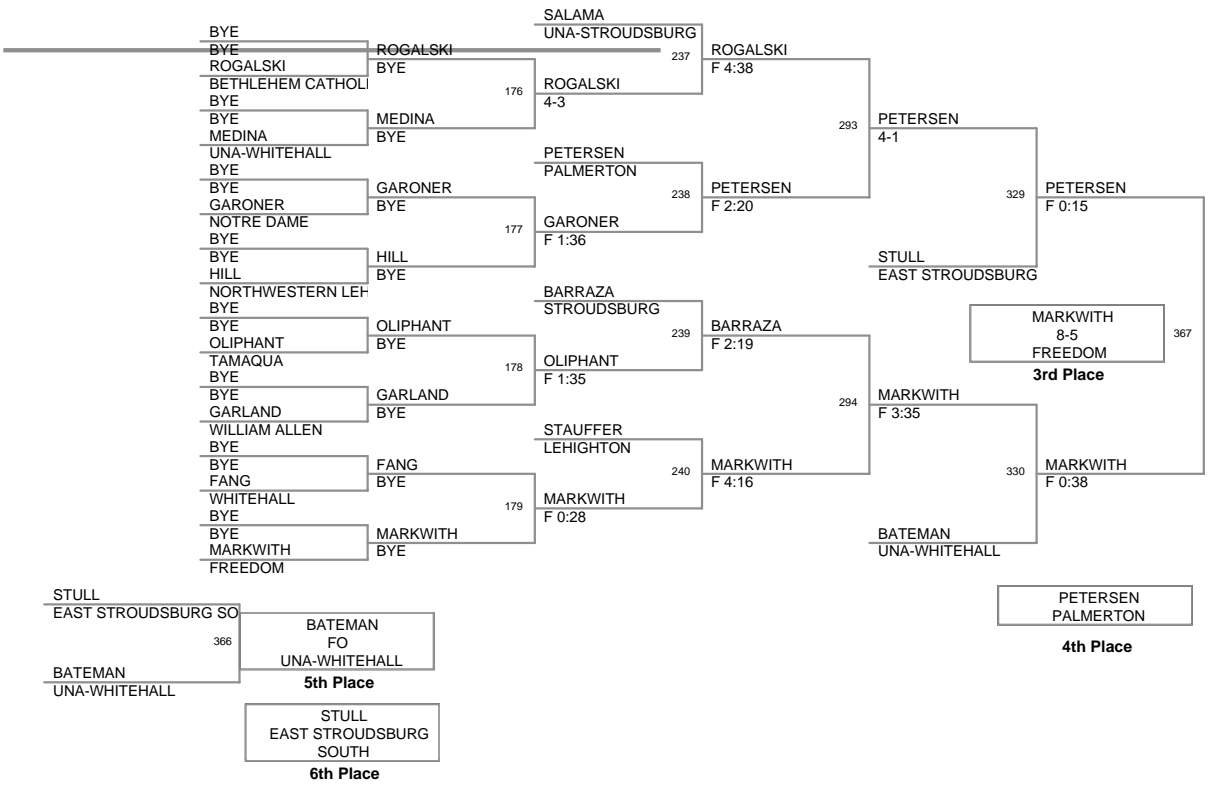 BYE
BYE
ROGALSKI
BETHLEHEM CATHOLI
BYE
BYE
MEDINA
UNA-WHITEHALL
BYE
BYE
GARONER
NOTRE DAME
BYE
BYE
HILL
NORTHWESTERN LEH
BYE
BYE
OLIPHANT
TAMAQUA
BYE
BYE
GARLAND
WILLIAM ALLEN
BYE
BYE
FANG
WHITEHALL
BYE
BYE
MARKWITH
FREEDOM
ROGALSKI
BYE
176
MEDINA
BYE
GARONER
BYE
177
HILL
BYE
OLIPHANT
BYE
178
GARLAND
BYE
FANG
BYE
179
MARKWITH
BYE
SALAMA
UNA-STROUDSBURG
237
ROGALSKI
4-3
PETERSEN
PALMERTON
238
GARONER
F 1:36
BARRAZA
STROUDSBURG
239
OLIPHANT
F 1:35
STAUFFER
LEHIGHTON
240
MARKWITH
F 0:28
ROGALSKI
F 4:38
293
PETERSEN
F 2:20
BARRAZA
F 2:19
294
MARKWITH
F 4:16
PETERSEN
4-1
329
STULL
EAST STROUDSBURG
MARKWITH
F 3:35
330
BATEMAN
UNA-WHITEHALL
PETERSEN
F 0:15
MARKWITH
8-5
FREEDOM
367
3rd Place
MARKWITH
F 0:38
PETERSEN
PALMERTON
4th Place
STULL
EAST STROUDSBURG SO
366
BATEMAN
UNA-WHITEHALL
BATEMAN
FO
UNA-WHITEHALL
5th Place
STULL
EAST STROUDSBURG
SOUTH
6th Place